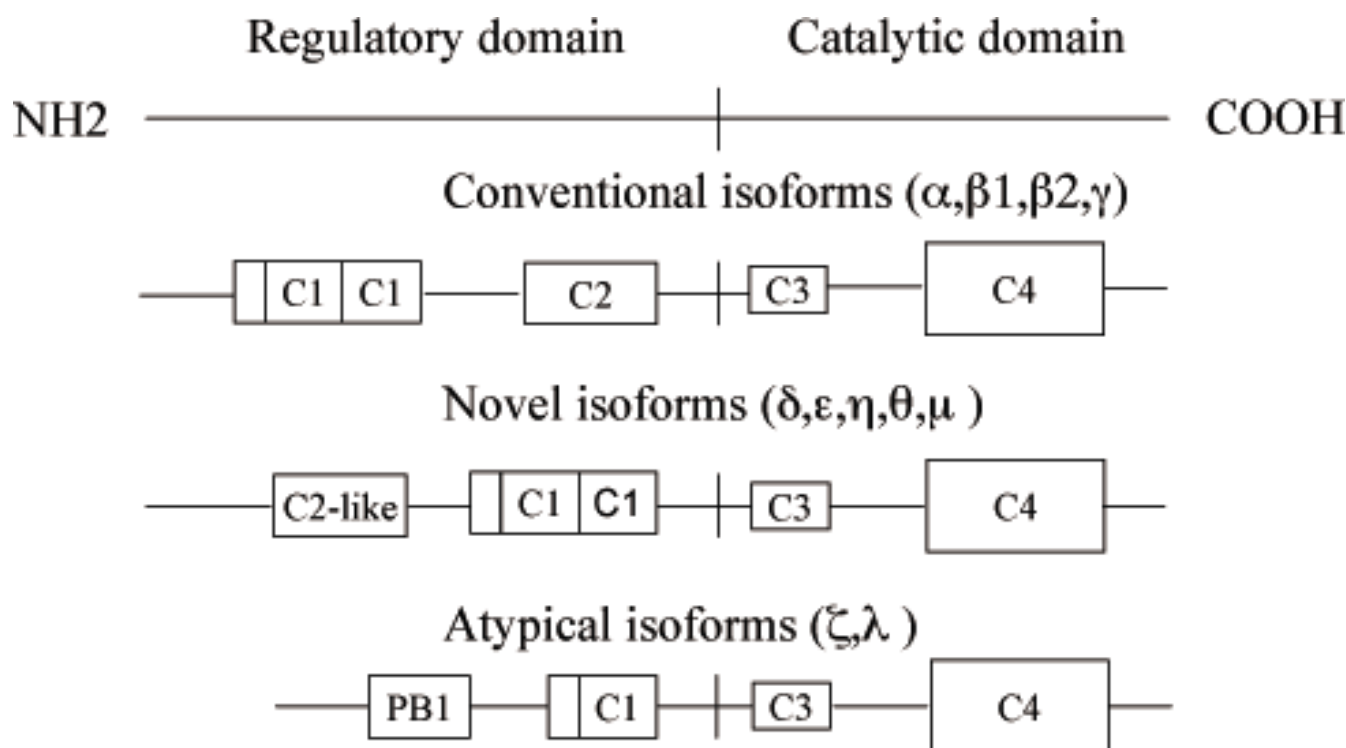 Regulatory domain Catalytic domain
NH2 COOH
Conventional isoforms (α,β1,β2,γ)
C1 C1 C2 C3 C4
Novel isoforms (δ,ε,η,θ,μ )
C2-like C1 C1 C3 C4
Atypical isoforms (ζ,λ )
PB1 C1 C3 C4